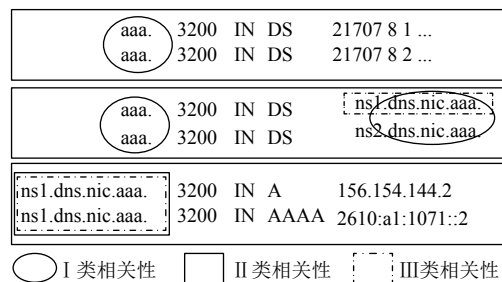 aaa. 3200 IN DS 21707 8 1 ...
aaa. 3200 IN DS 21707 8 2 ...
aaa. 3200 IN DS ns1.dns.nic.aaa.
aaa. 3200 IN DS ns2.dns.nic.aaa.
ns1.dns.nic.aaa. 3200 IN A 156.154.144.2
ns1.dns.nic.aaa. 3200 IN AAAA 2610:a1:1071::2
I类相关性 II类相关性 III类相关性